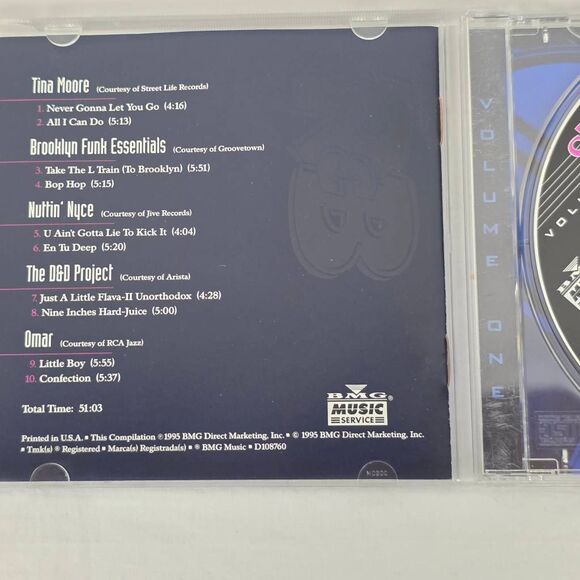 Tina Moore (Courtesy of Street Life Records)
1. Never Gonna Let You Go (4:16)
2. All I Can Do (5:13)
Brooklyn Funk Essentials (Courtesy of Groovetown)
3. Take The L Train (To Brooklyn) (5:51)
4. Bop Hop (5:15)
Nuttin' Nyce (Courtesy of Jive Records)
5. U Ain't Gotta Lie To Kick It (4:04)
6. En Tu Deep (5:20)
The D&D Project (Courtesy of Arista)
7. Just A Little Flava-II Unorthodox (4:28)
8. Nine Inches Hard-Juice (5:00)
Omar (Courtesy of RCA Jazz)
9. Little Boy (5:55)
10. Confection (5:37)
Total Time: 51:03
BMG
MUSIC
SERVICE®
Printed in U.S.A. ■ This Compilation ℗1995 BMG Direct Marketing, Inc. ■ © 1995 BMG Direct Marketing, Inc.
■ Tmk(s) ® Registered ■ Marca(s) Registrada(s) ■ ® BMG Music ■ D108760
VOLUME ONE
VOLU
BMG